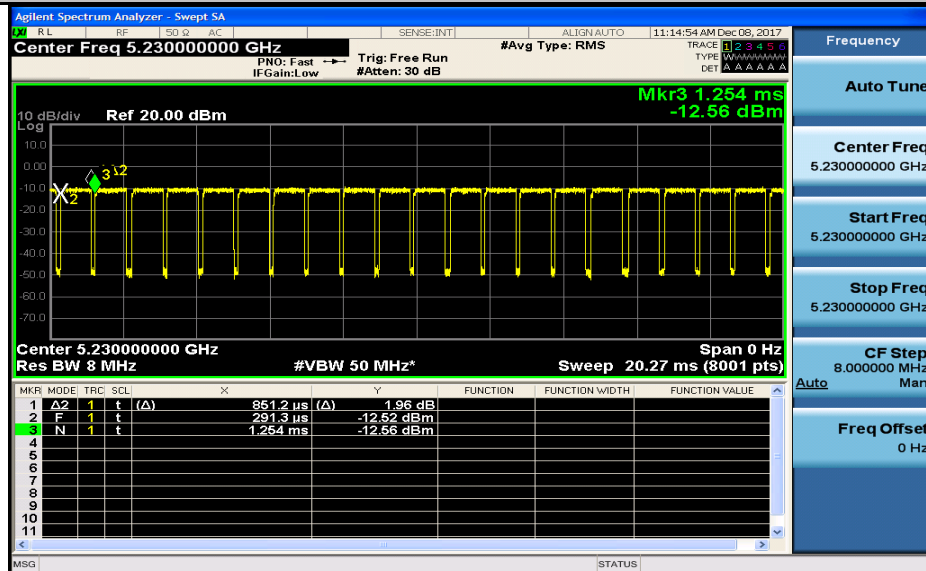 Agilent Spectrum Analyzer - Swept SA
LXI RL RF 50 Ω AC SENSE:INT ALIGN AUTO 11:14:54 AM Dec 08, 2017
Center Freq 5.230000000 GHz
PNO: Fast
IFGain:Low
Trig: Free Run
#Atten: 30 dB
#Avg Type: RMS
TRACE 1 2 3 4 5 6
TYPE WWWWWW
DET A A A A A A
Mkr3 1.254 ms
-12.56 dBm
10 dB/div
Log
Ref 20.00 dBm
10.0
0.00
-10.0
-20.0
-30.0
-40.0
-50.0
-60.0
-70.0
3
Δ2
2
Center 5.230000000 GHz
Span 0 Hz
Res BW 8 MHz
#VBW 50 MHz*
Sweep 20.27 ms (8001 pts)
MKR MODE TRC SCL X Y FUNCTION FUNCTION WIDTH FUNCTION VALUE
1 Δ2 1 t (Δ) 851.2 µs (Δ) 1.96 dB
2 F 1 t 291.3 µs -12.52 dBm
3 N 1 t 1.254 ms -12.56 dBm
4
5
6
7
8
9
10
11
MSG STATUS
Frequency
Auto Tune
Center Freq
5.230000000 GHz
Start Freq
5.230000000 GHz
Stop Freq
5.230000000 GHz
CF Step
8.000000 MHz
Auto Man
Freq Offset
0 Hz